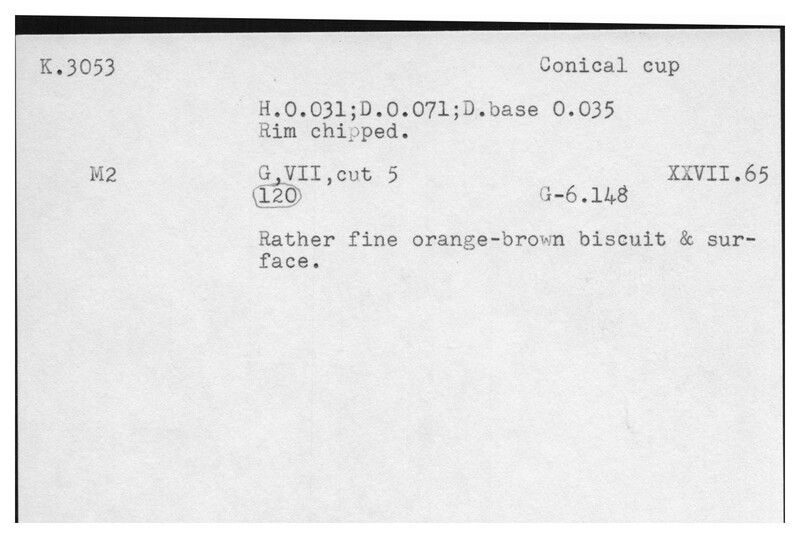 K.3053 Conical cup
H.0.031;D.0.071;D.base 0.035
Rim chipped.
M2 G,VII,cut 5 XXVII.65
120 G-6.148
Rather fine orange-brown biscuit & sur-
face.